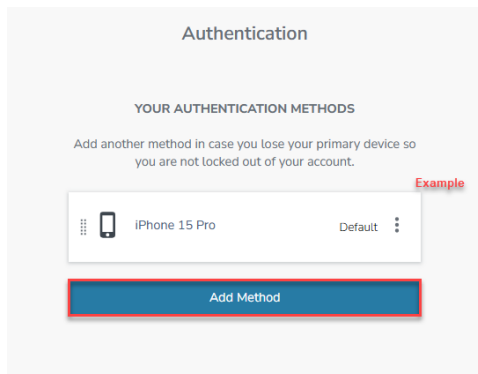 Authentication
YOUR AUTHENTICATION METHODS
Add another method in case you lose your primary device so
you are not locked out of your account.
Example
iPhone 15 Pro
Default
Add Method